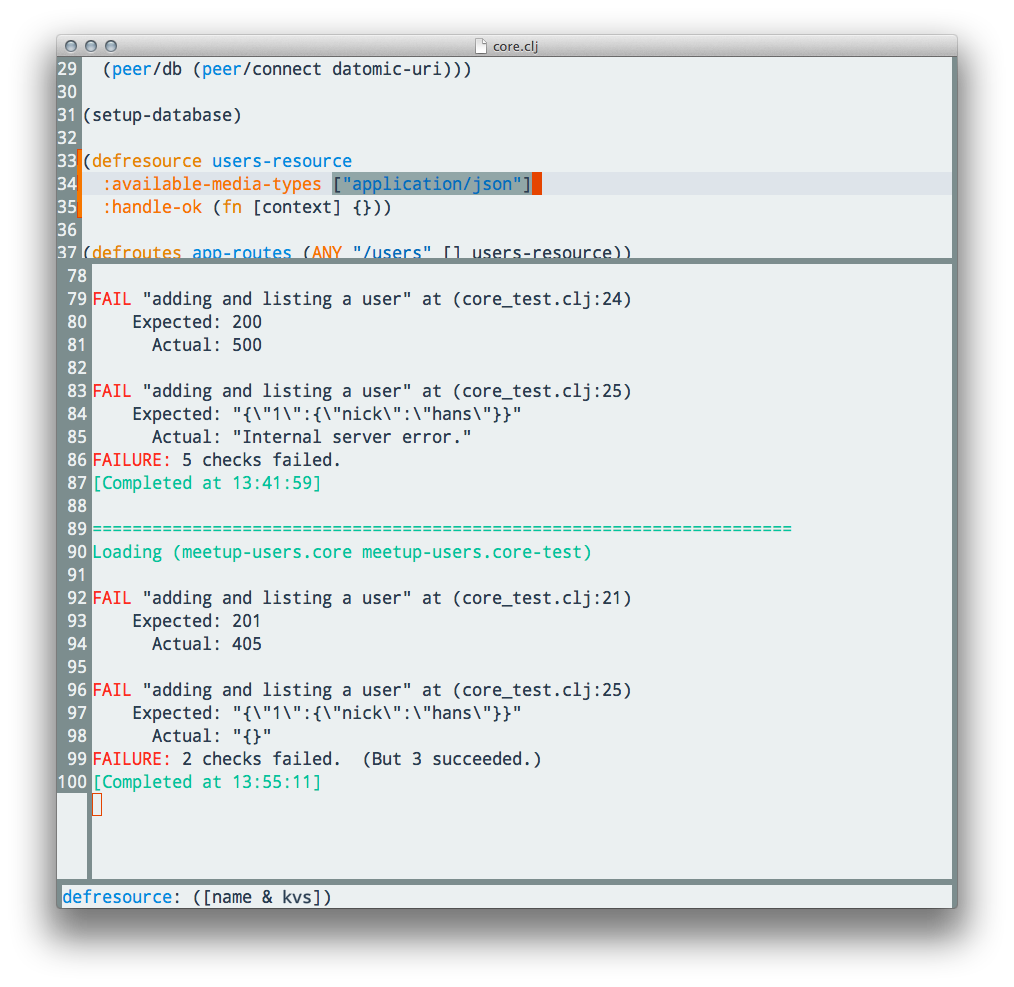 core.clj
29 (peer/db (peer/connect datomic-uri)))
30
31 (setup-database)
32
33 (defresource users-resource
34 :available-media-types ["application/json"]
35 :handle-ok (fn [context] {}))
36
37 (defroutes app-routes (ANY "/users" [] users-resource))
78
79 FAIL "adding and listing a user" at (core_test.clj:24)
80 Expected: 200
81 Actual: 500
82
83 FAIL "adding and listing a user" at (core_test.clj:25)
84 Expected: "{\"1\":{\"nick\":\"hans\"}}"
85 Actual: "Internal server error."
86 FAILURE: 5 checks failed.
87 [Completed at 13:41:59]
88
89 ======================================================================
90 Loading (meetup-users.core meetup-users.core-test)
91
92 FAIL "adding and listing a user" at (core_test.clj:21)
93 Expected: 201
94 Actual: 405
95
96 FAIL "adding and listing a user" at (core_test.clj:25)
97 Expected: "{\"1\":{\"nick\":\"hans\"}}"
98 Actual: "{}"
99 FAILURE: 2 checks failed. (But 3 succeeded.)
100 [Completed at 13:55:11]
defresource: ([name & kvs])